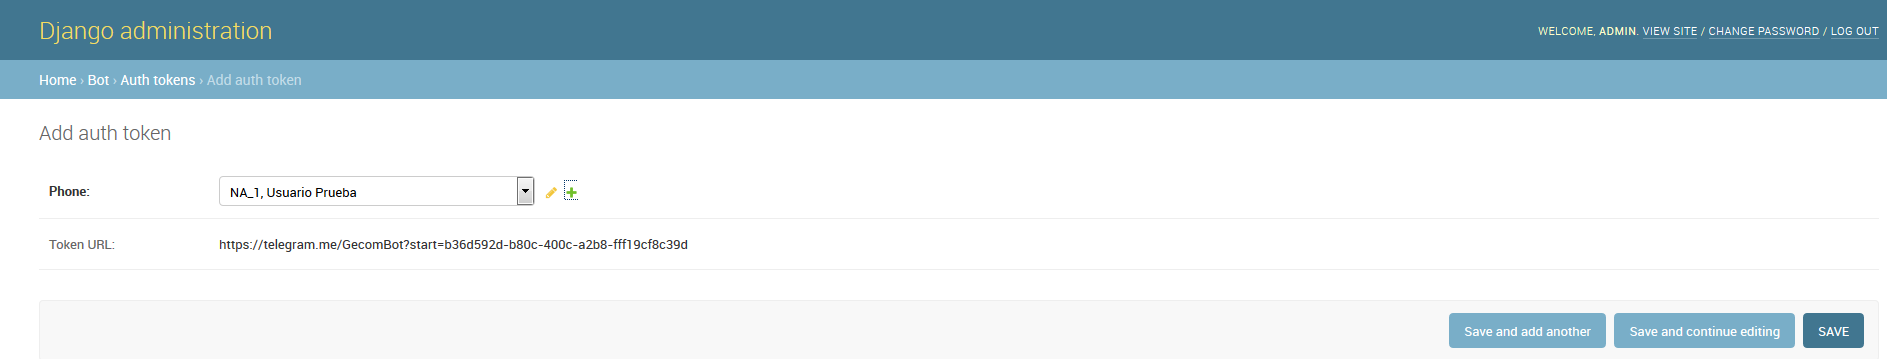 Django administration
WELCOME, ADMIN. VIEW SITE / CHANGE PASSWORD / LOG OUT
Home › Bot › Auth tokens › Add auth token
Add auth token
Phone: NA_1, Usuario Prueba
Token URL: https://telegram.me/GecomBot?start=b36d592d-b80c-400c-a2b8-fff19cf8c39d
Save and add another Save and continue editing SAVE